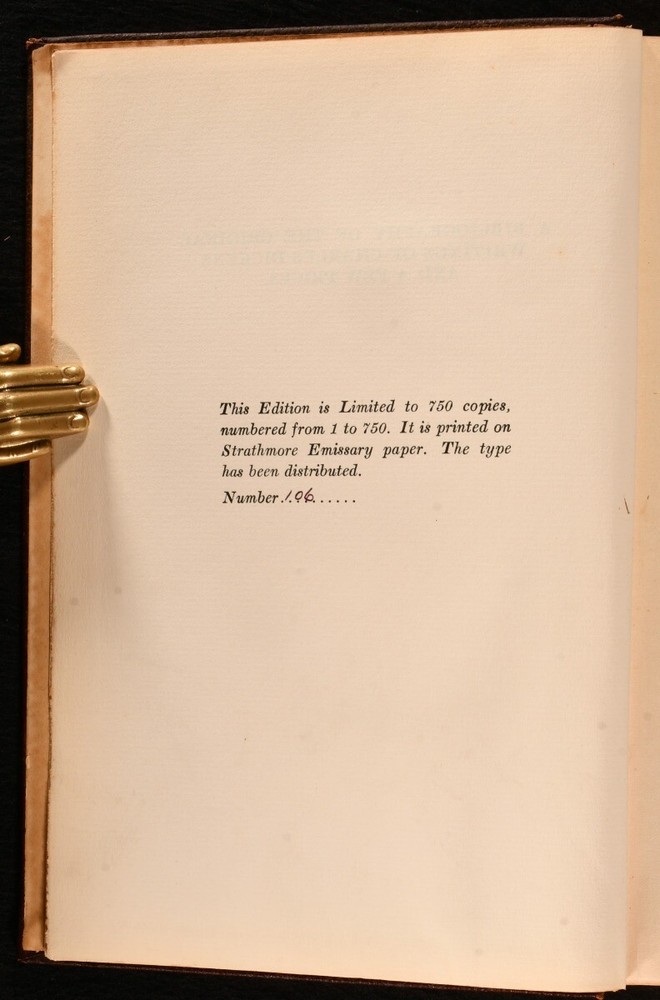 This Edition is Limited to 750 copies,
numbered from 1 to 750. It is printed on
Strathmore Emissary paper. The type
has been distributed.
Number.106......